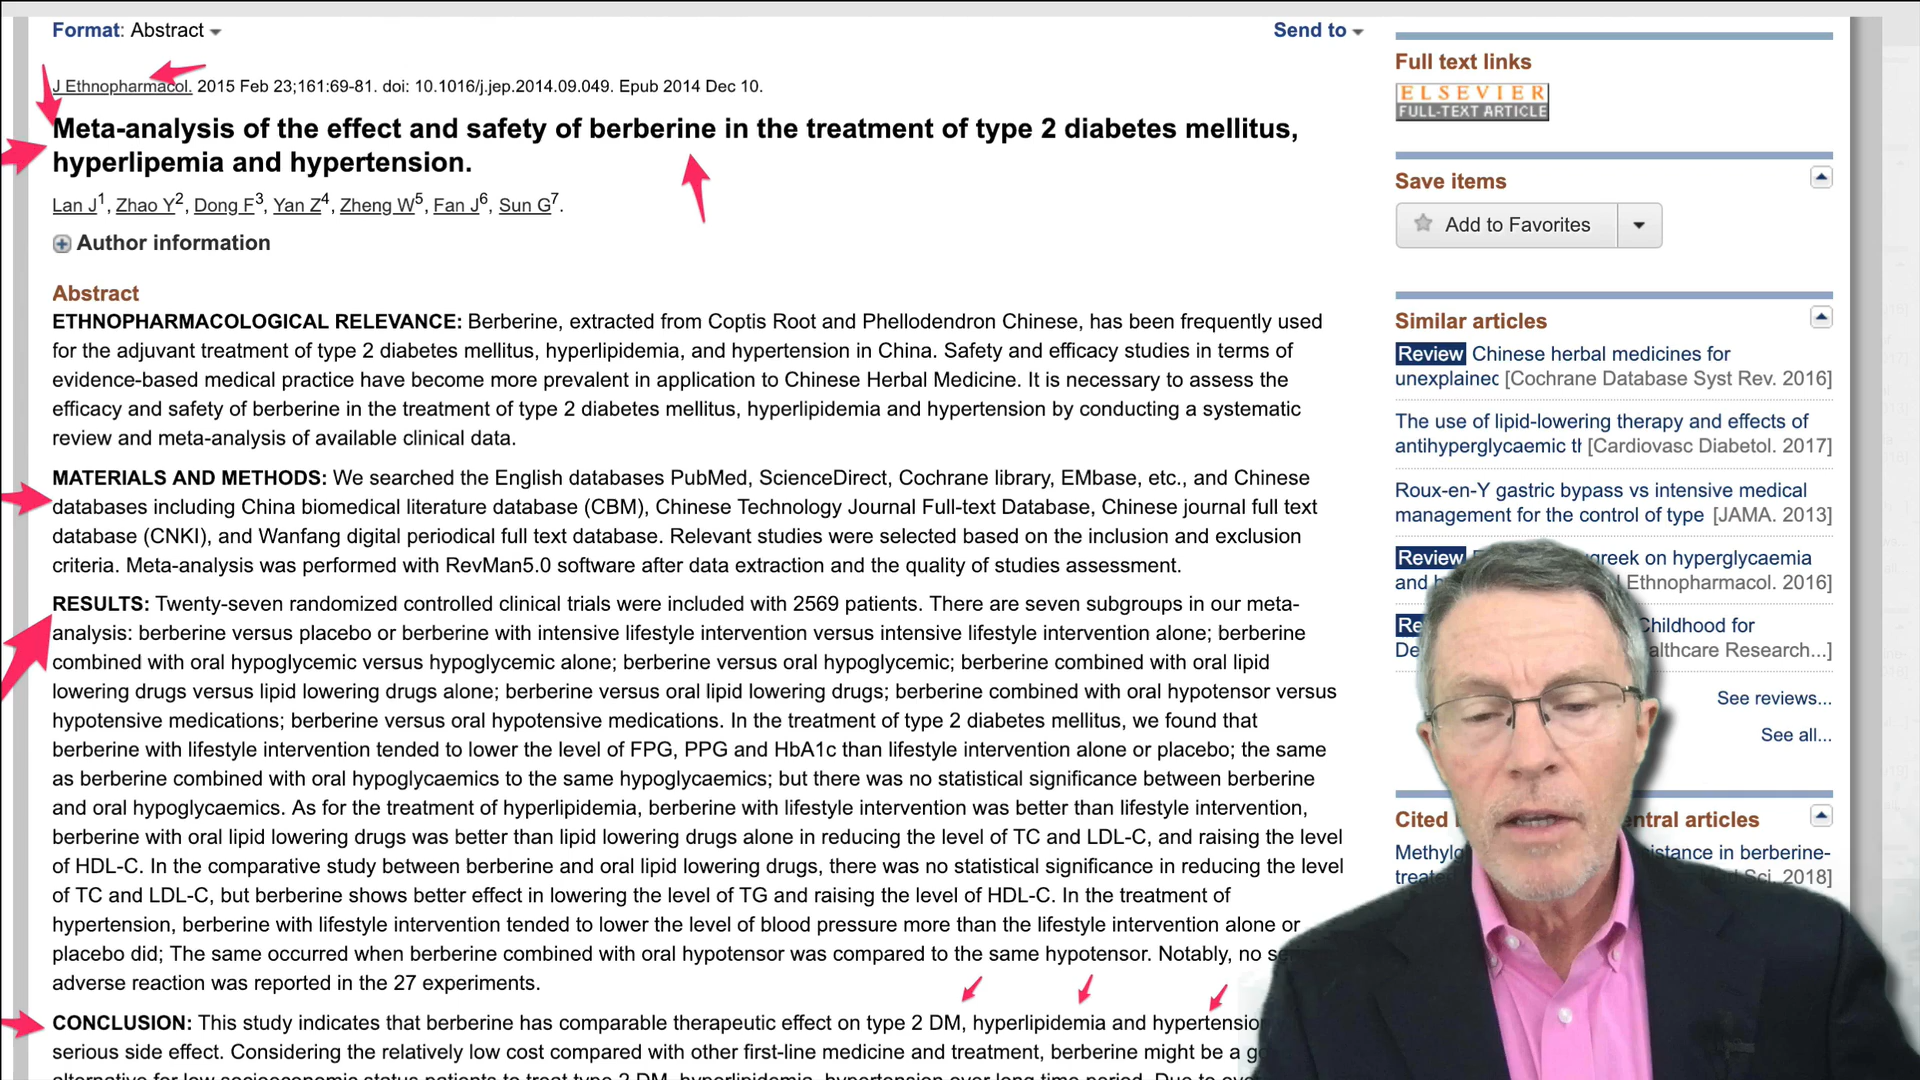 Format: Abstract
Send to
J Ethnopharmacol. 2015 Feb 23;161:69-81. doi: 10.1016/j.jep.2014.09.049. Epub 2014 Dec 10.
Meta-analysis of the effect and safety of berberine in the treatment of type 2 diabetes mellitus,
hyperlipemia and hypertension.
Lan J1, Zhao Y2, Dong F3, Yan Z4, Zheng W5, Fan J6, Sun G7.
Author information
Abstract
ETHNOPHARMACOLOGICAL RELEVANCE: Berberine, extracted from Coptis Root and Phellodendron Chinese, has been frequently used
for the adjuvant treatment of type 2 diabetes mellitus, hyperlipidemia, and hypertension in China. Safety and efficacy studies in terms of
evidence-based medical practice have become more prevalent in application to Chinese Herbal Medicine. It is necessary to assess the
efficacy and safety of berberine in the treatment of type 2 diabetes mellitus, hyperlipidemia and hypertension by conducting a systematic
review and meta-analysis of available clinical data.
MATERIALS AND METHODS: We searched the English databases PubMed, ScienceDirect, Cochrane library, EMbase, etc., and Chinese
databases including China biomedical literature database (CBM), Chinese Technology Journal Full-text Database, Chinese journal full text
database (CNKI), and Wanfang digital periodical full text database. Relevant studies were selected based on the inclusion and exclusion
criteria. Meta-analysis was performed with RevMan5.0 software after data extraction and the quality of studies assessment.
RESULTS: Twenty-seven randomized controlled clinical trials were included with 2569 patients. There are seven subgroups in our meta-
analysis: berberine versus placebo or berberine with intensive lifestyle intervention versus intensive lifestyle intervention alone; berberine
combined with oral hypoglycemic versus hypoglycemic alone; berberine versus oral hypoglycemic; berberine combined with oral lipid
lowering drugs versus lipid lowering drugs alone; berberine versus oral lipid lowering drugs; berberine combined with oral hypotensor versus
hypotensive medications; berberine versus oral hypotensive medications. In the treatment of type 2 diabetes mellitus, we found that
berberine with lifestyle intervention tended to lower the level of FPG, PPG and HbA1c than lifestyle intervention alone or placebo; the same
as berberine combined with oral hypoglycaemics to the same hypoglycaemics; but there was no statistical significance between berberine
and oral hypoglycaemics. As for the treatment of hyperlipidemia, berberine with lifestyle intervention was better than lifestyle intervention,
berberine with oral lipid lowering drugs was better than lipid lowering drugs alone in reducing the level of TC and LDL-C, and raising the level
of HDL-C. In the comparative study between berberine and oral lipid lowering drugs, there was no statistical significance in reducing the level
of TC and LDL-C, but berberine shows better effect in lowering the level of TG and raising the level of HDL-C. In the treatment of
hypertension, berberine with lifestyle intervention tended to lower the level of blood pressure more than the lifestyle intervention alone or
placebo did; The same occurred when berberine combined with oral hypotensor was compared to the same hypotensor. Notably, no
adverse reaction was reported in the 27 experiments.
CONCLUSION: This study indicates that berberine has comparable therapeutic effect on type 2 DM, hyperlipidemia and
serious side effect. Considering the relatively low cost compared with other first-line medicine and treatment, berberine might be a
Full text links
ELSEVIER
FULL-TEXT ARTICLE
Save items
Add to Favorites
Similar articles
Review Chinese herbal medicines for
unexplained [Cochrane Database Syst Rev. 2016]
The use of lipid-lowering therapy and effects of
antihyperglycaemic [Cardiovasc Diabetol. 2017]
Roux-en-Y gastric bypass vs intensive medical
management for the control of type [JAMA. 2013]
Review on hyperglycaemia
and Ethnopharmacol. 2016]
Childhood for
Research...]
See reviews...
See all...
Cited articles
in berberine-
2018]